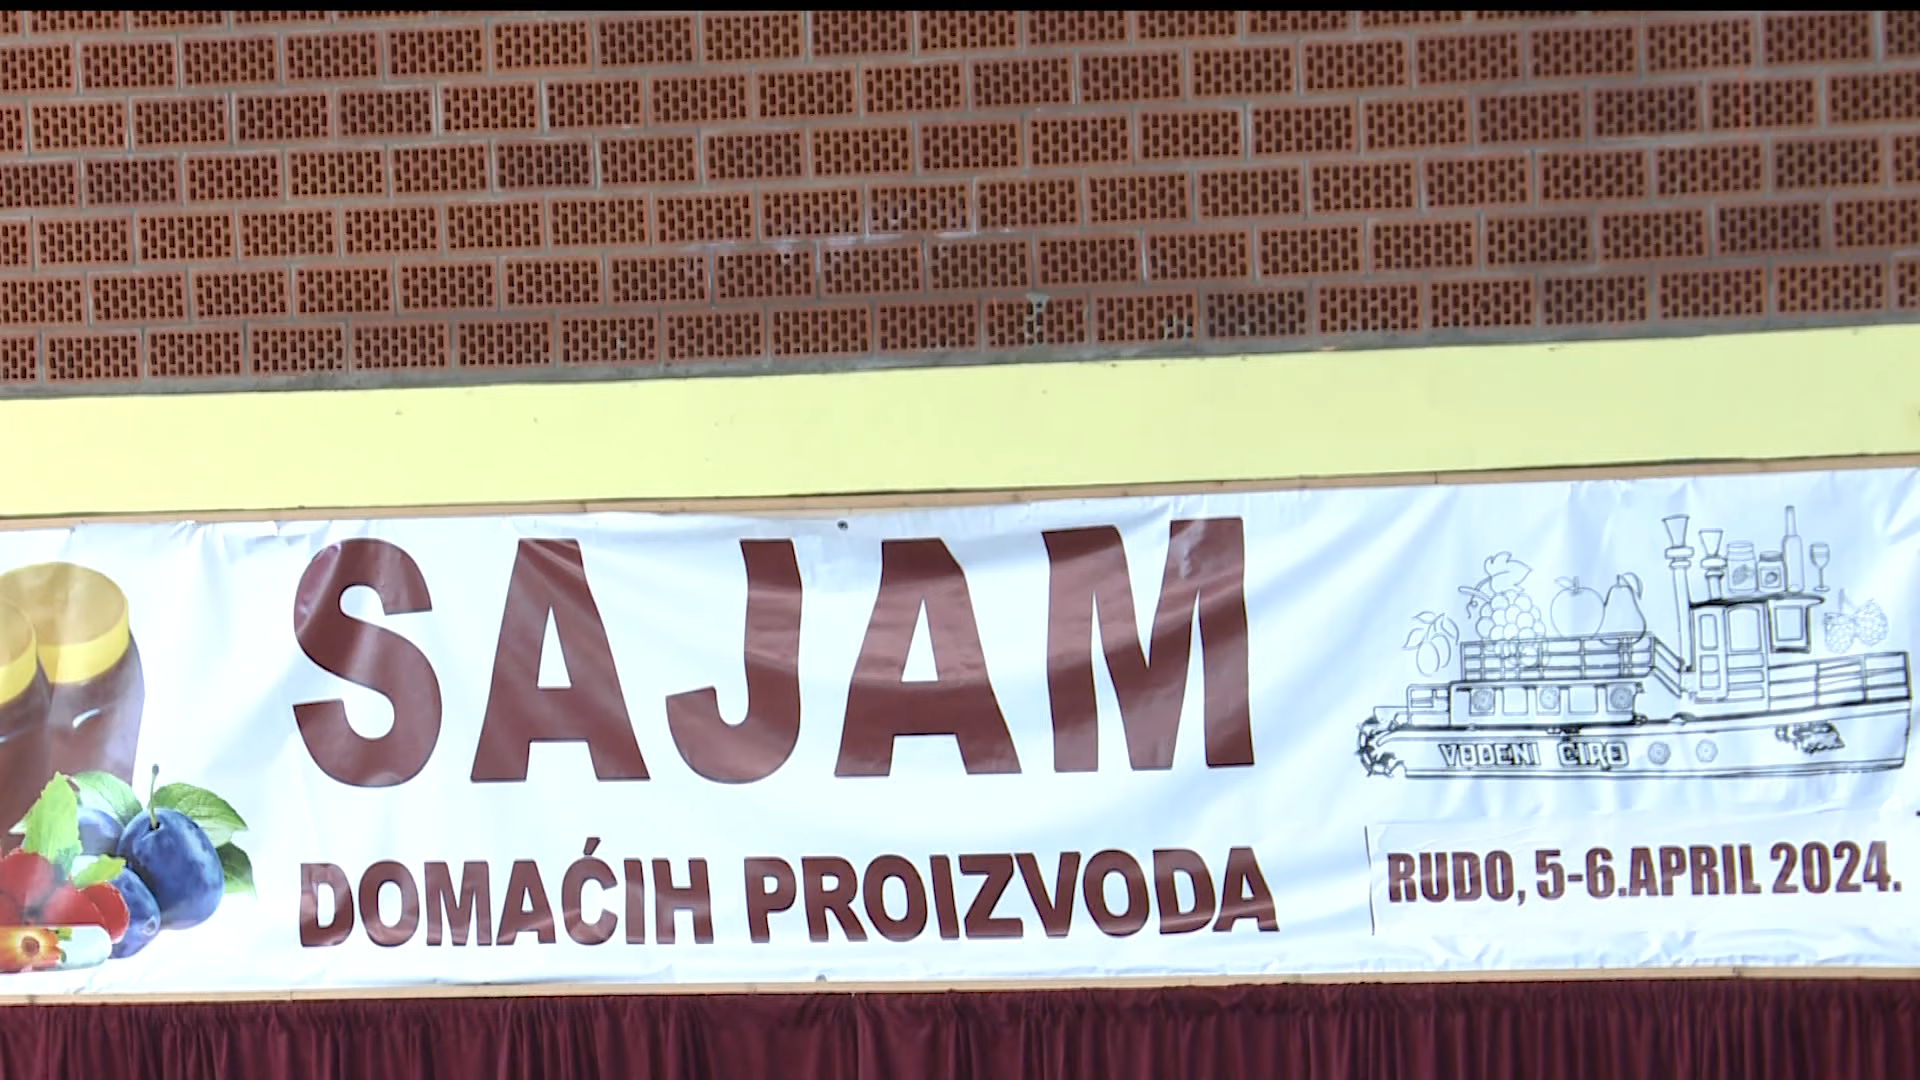 SAJAM
DOMAĆIH PROIZVODA
VODENI ĆIRO
RUDO, 5-6.APRIL 2024.